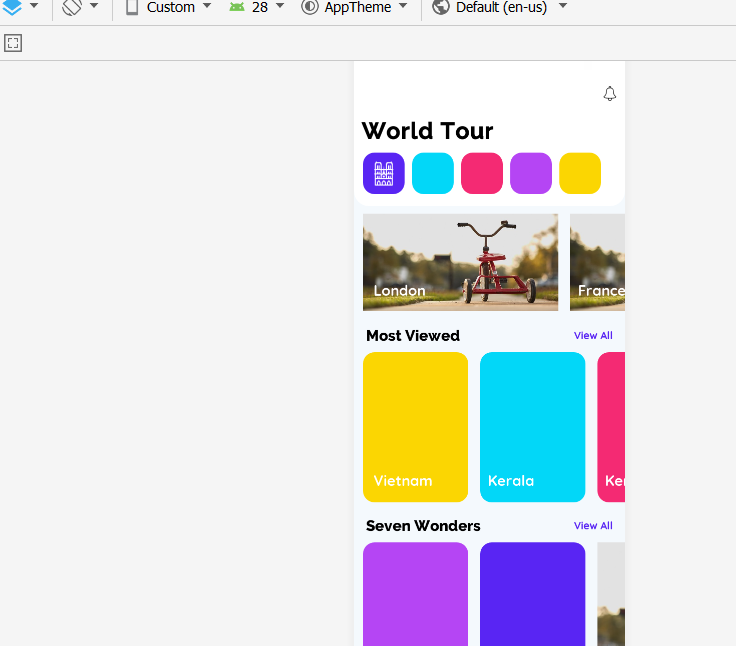 Custom 28 AppTheme Default (en-us)
World Tour
London France
Most Viewed View All
Vietnam Kerala Ker
Seven Wonders View All